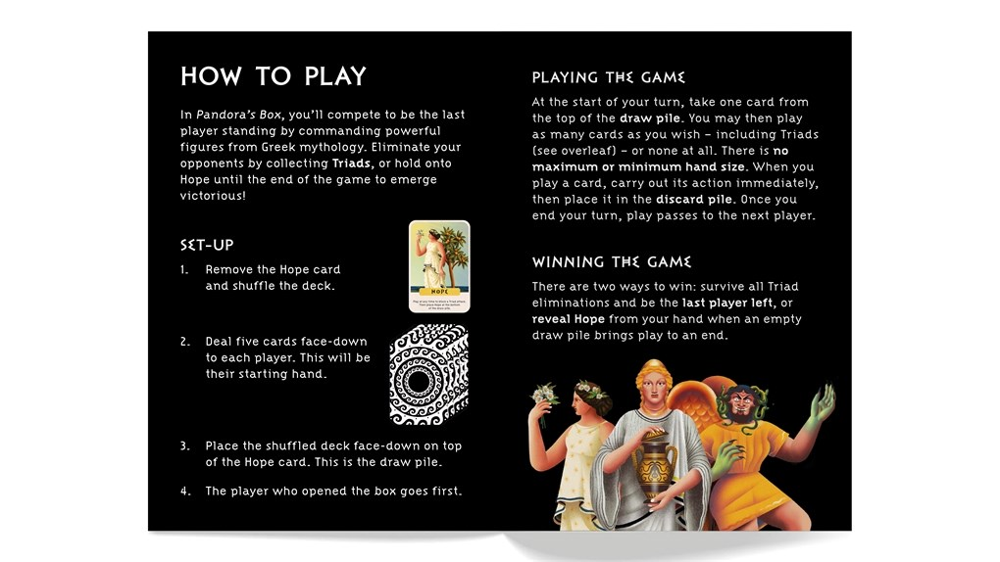 HOW TO PLAY
In Pandora's Box, you'll compete to be the last
player standing by commanding powerful
figures from Greek mythology. Eliminate your
opponents by collecting Triads, or hold onto
Hope until the end of the game to emerge
victorious!
SET-UP
1. Remove the Hope card
and shuffle the deck.
HOPE
2. Deal five cards face-down
to each player. This will be
their starting hand.
3. Place the shuffled deck face-down on top
of the Hope card. This is the draw pile.
4. The player who opened the box goes first.
PLAYING THE GAME
At the start of your turn, take one card from
the top of the draw pile. You may then play
as many cards as you wish – including Triads
(see overleaf) – or none at all. There is no
maximum or minimum hand size. When you
play a card, carry out its action immediately,
then place it in the discard pile. Once you
end your turn, play passes to the next player.
WINNING THE GAME
There are two ways to win: survive all Triad
eliminations and be the last player left, or
reveal Hope from your hand when an empty
draw pile brings play to an end.